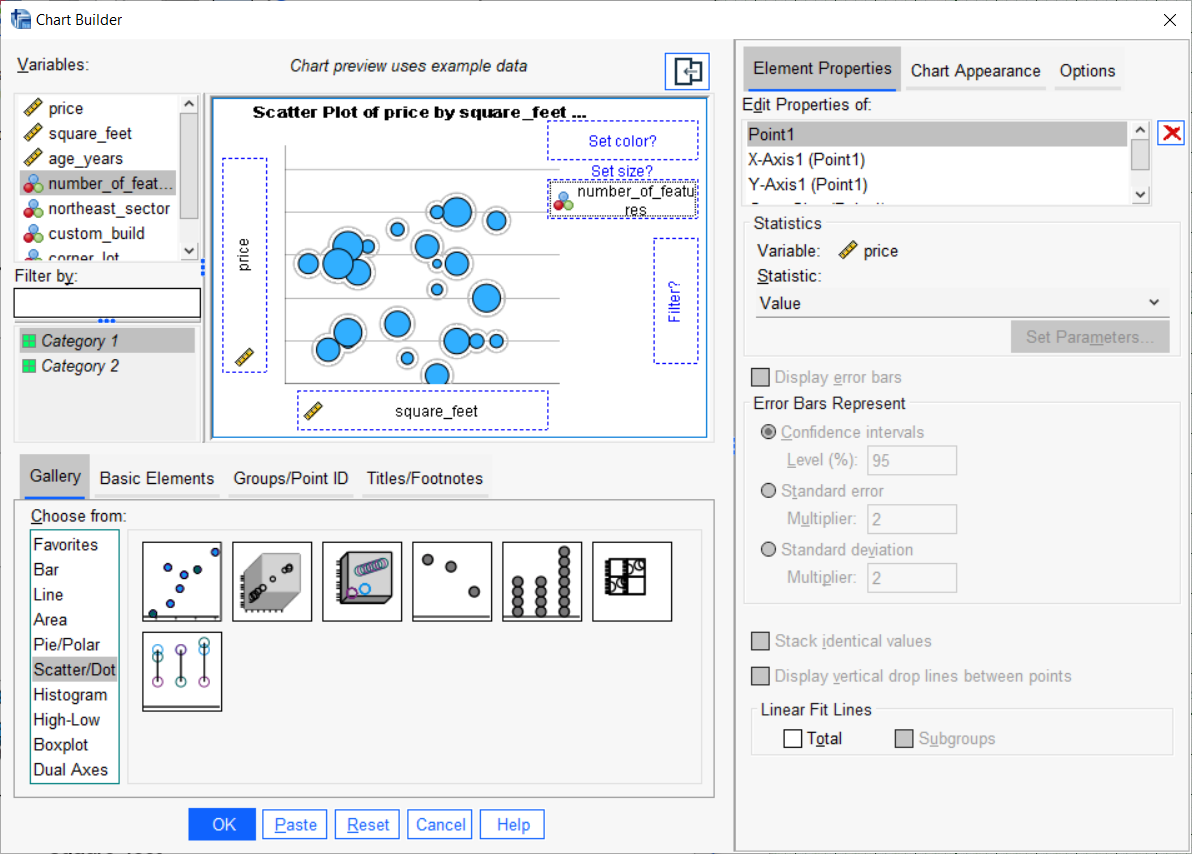 Chart Builder
Variables:
Chart preview uses example data
price
square_feet
age_years
number_of_feat...
northeast_sector
custom_build
corner_lot
Filter by:
Category 1
Category 2
Scatter Plot of price by square_feet ...
Set color?
Set size?
number_of_featu
res
price
Filter?
square_feet
Gallery
Basic Elements
Groups/Point ID
Titles/Footnotes
Choose from:
Favorites
Bar
Line
Area
Pie/Polar
Scatter/Dot
Histogram
High-Low
Boxplot
Dual Axes
OK
Paste
Reset
Cancel
Help
Element Properties
Chart Appearance
Options
Edit Properties of:
Point1
X-Axis1 (Point1)
Y-Axis1 (Point1)
Statistics
Variable: price
Statistic:
Value
Set Parameters...
Display error bars
Error Bars Represent
Confidence intervals
Level (%): 95
Standard error
Multiplier: 2
Standard deviation
Multiplier: 2
Stack identical values
Display vertical drop lines between points
Linear Fit Lines
Total
Subgroups